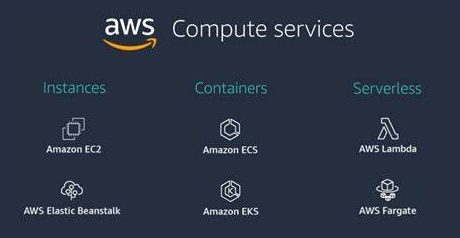 aws Compute services
Instances Containers Serverless
Amazon EC2 Amazon ECS AWS Lambda
AWS Elastic Beanstalk Amazon EKS AWS Fargate